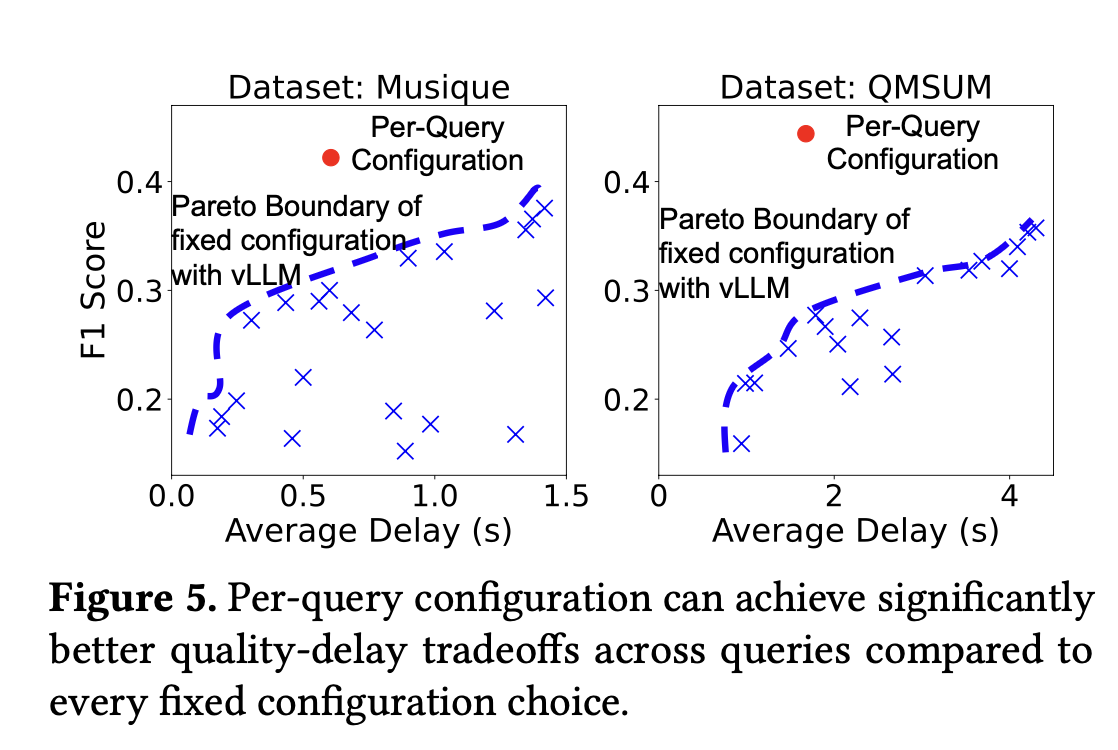 Dataset: Musique
Per-Query
Configuration
Pareto Boundary of
fixed configuration
with vLLM
F1 Score
0.4
0.3
0.2
0.0 0.5 1.0 1.5
Average Delay (s)
Dataset: QMSUM
Per-Query
Configuration
Pareto Boundary of
fixed configuration
with vLLM
0.4
0.3
0.2
0 2 4
Average Delay (s)
Figure 5. Per-query configuration can achieve significantly
better quality-delay tradeoffs across queries compared to
every fixed configuration choice.